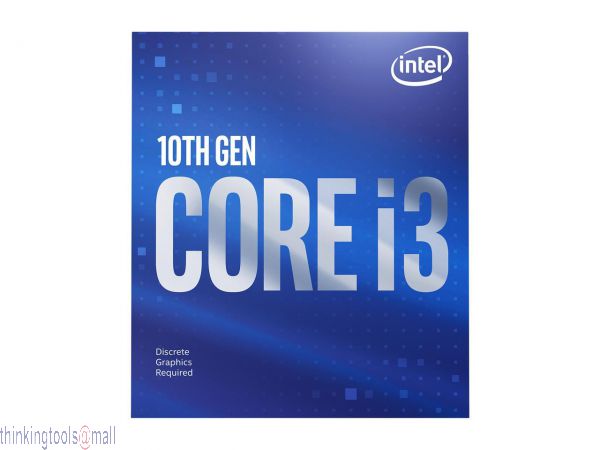 intel
10TH GEN
CORE i3
Discrete
Graphics
Required
thinkingtools@mall